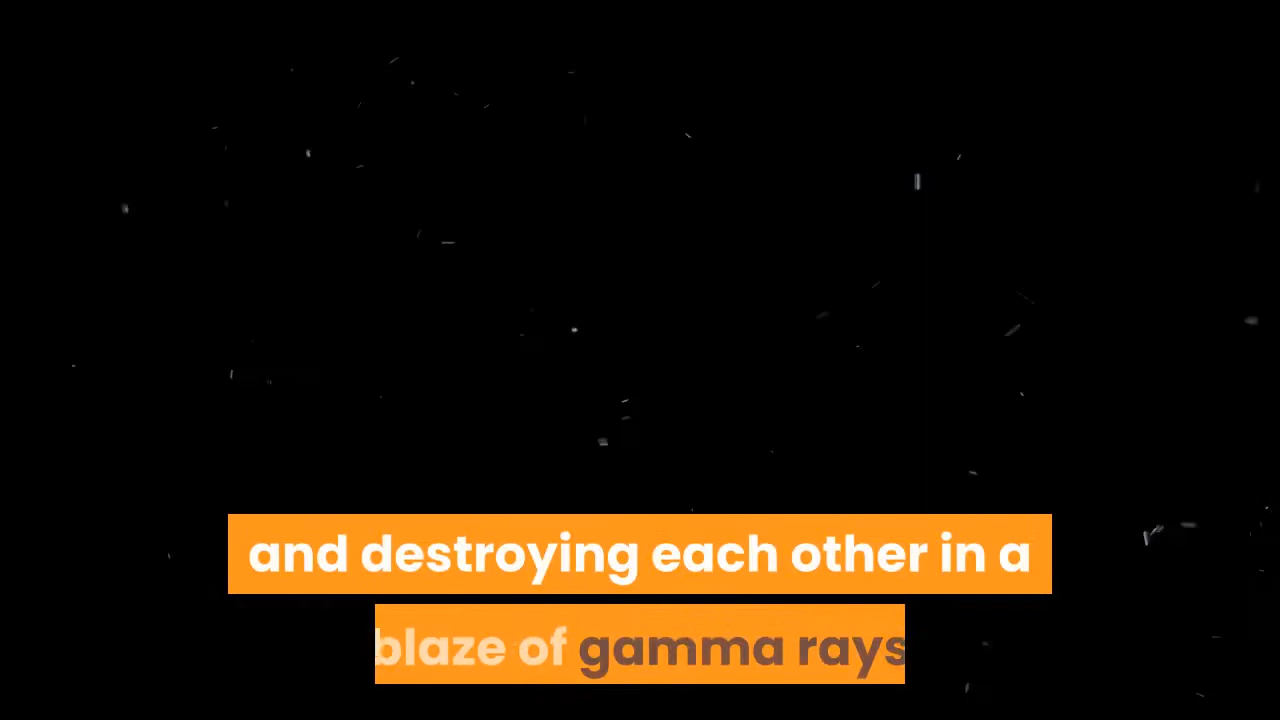 and destroying each other in a
blaze of gamma rays